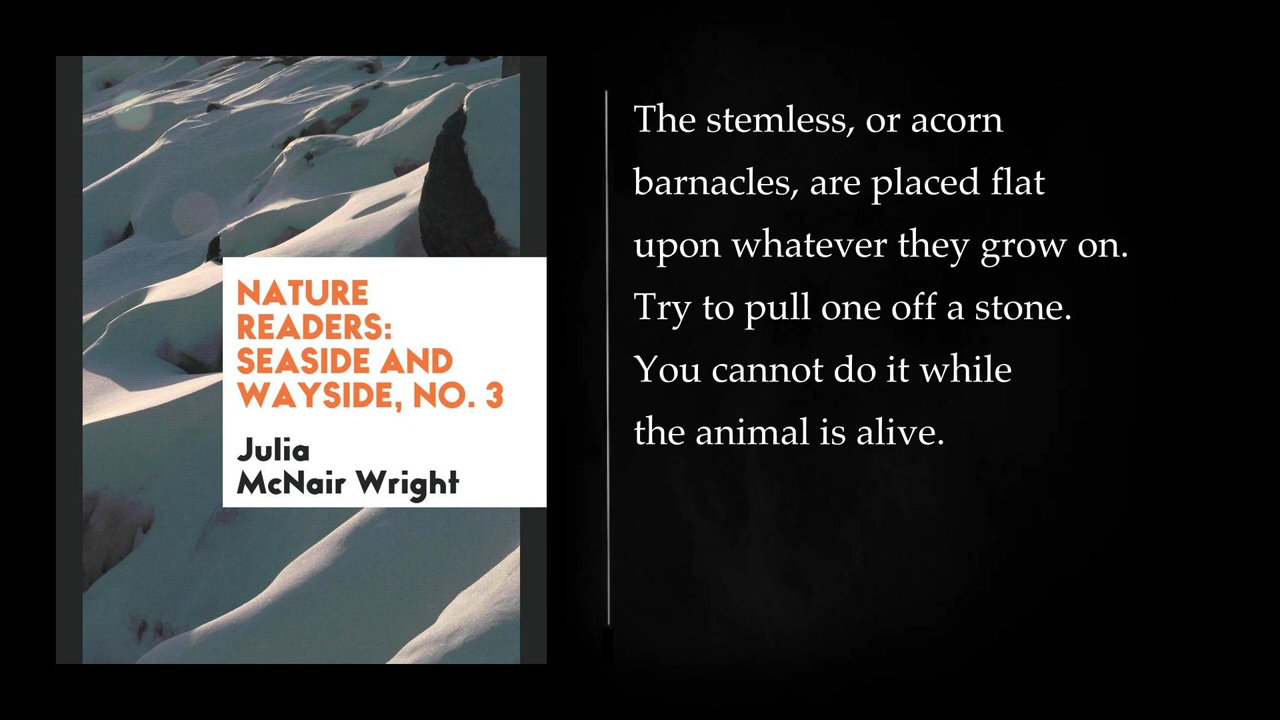 NATURE
READERS:
SEASIDE AND
WAYSIDE, NO. 3
Julia
McNair Wright
The stemless, or acorn
barnacles, are placed flat
upon whatever they grow on.
Try to pull one off a stone.
You cannot do it while
the animal is alive.